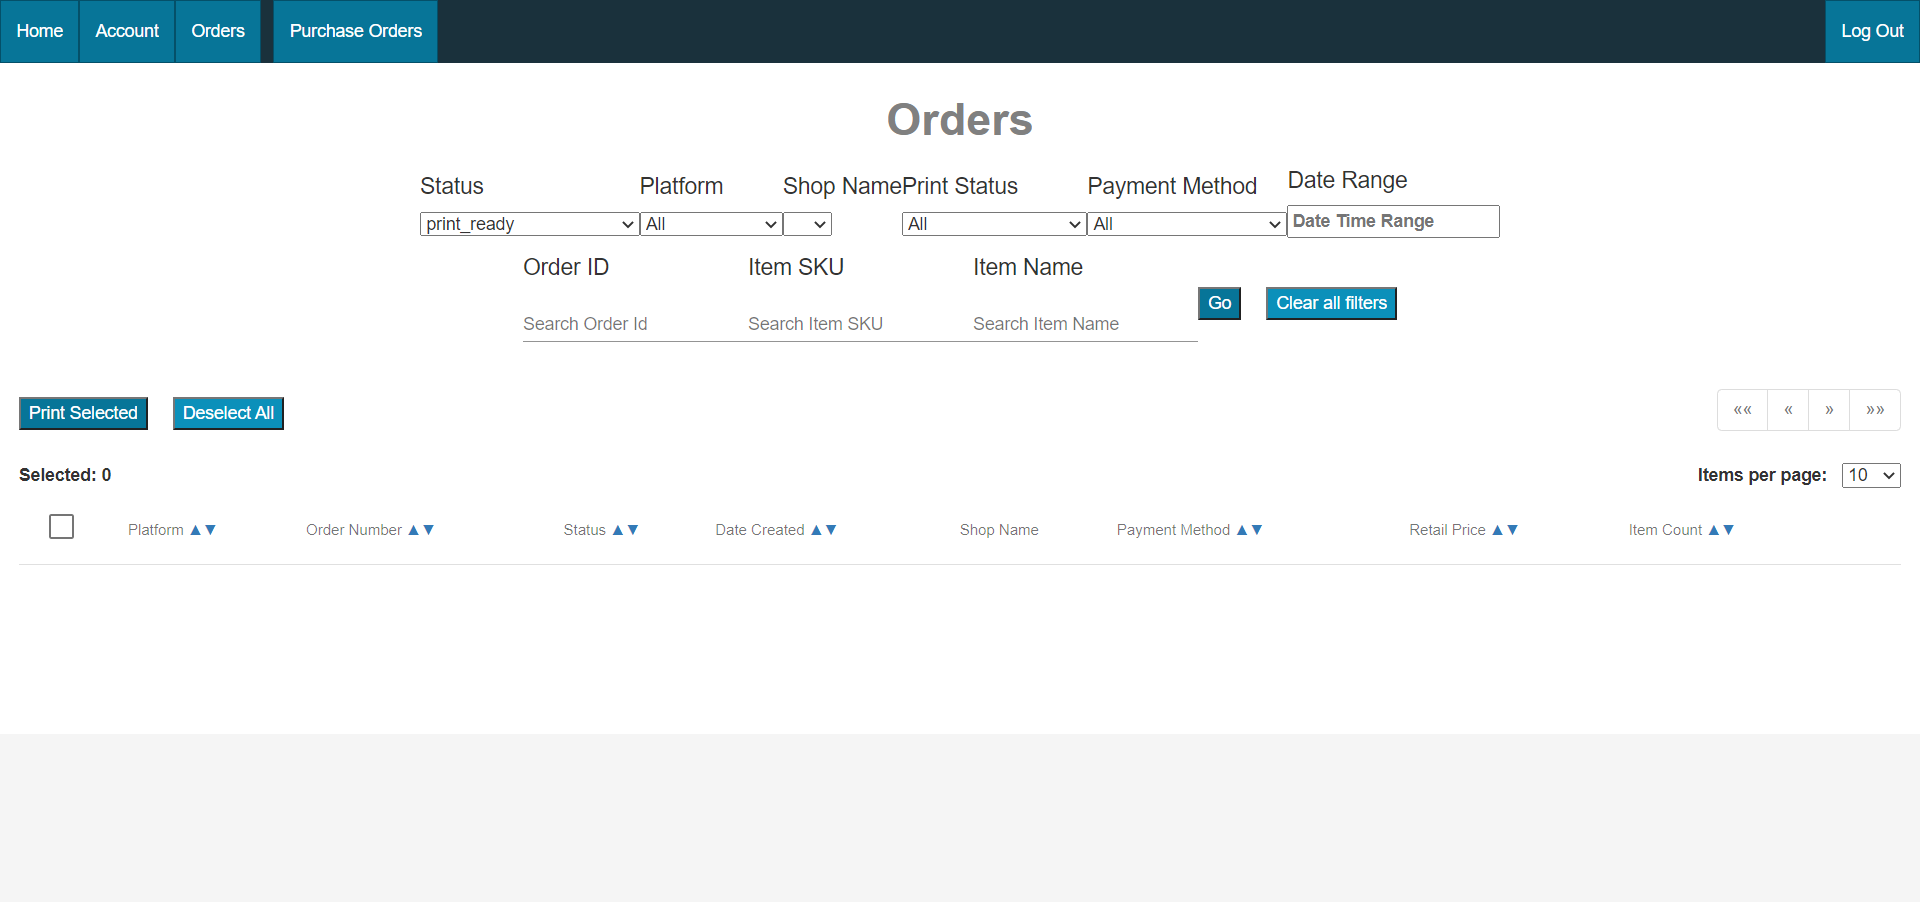 Home Account Orders Purchase Orders Log Out
Orders
Status Platform Shop Name Print Status Payment Method Date Range
print_ready All All All Date Time Range
Order ID Item SKU Item Name
Search Order Id Search Item SKU Search Item Name Go Clear all filters
Print Selected Deselect All «« « » »»
Selected: 0 Items per page: 10
Platform ▲▼ Order Number ▲▼ Status ▲▼ Date Created ▲▼ Shop Name Payment Method ▲▼ Retail Price ▲▼ Item Count ▲▼